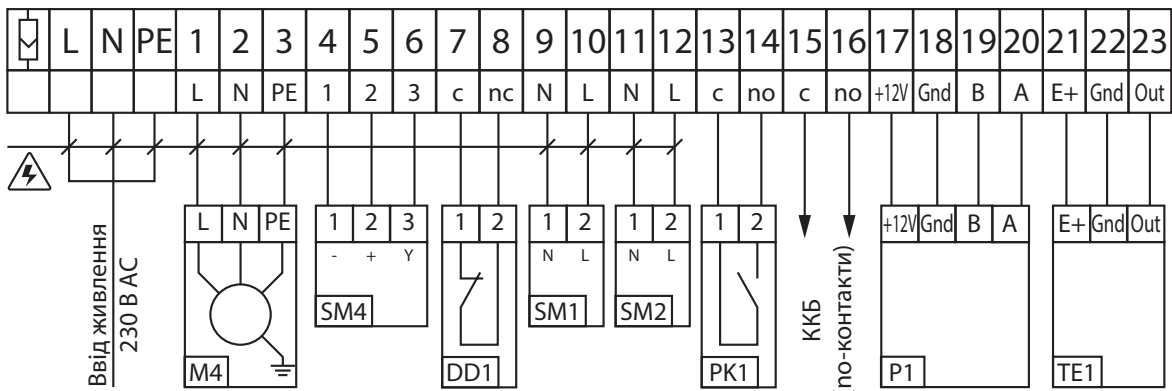 L N PE 1 2 3 4 5 6 7 8 9 10 11 12 13 14 15 16 17 18 19 20 21 22 23
L N PE 1 2 3 c nc N L N L c no c no +12V Gnd B A E+ Gnd Out
L N PE 1 2 3 1 2 1 2 1 2 1 2 +12V Gnd B A E+ Gnd Out
- + Y N L N L
Ввід живлення
230 В AC
ККБ
(no-контакти)
SM4 SM1 SM2
M4 DD1 PK1 P1 TE1